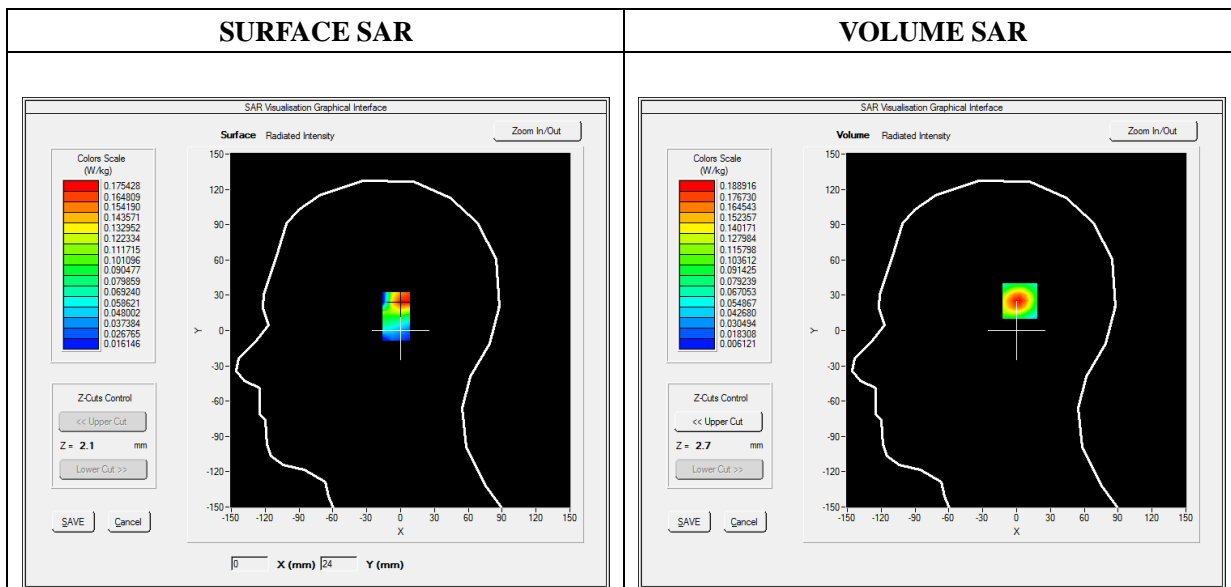 SURFACE SAR
VOLUME SAR
SAR Visualisation Graphical Interface
Surface Radiated Intensity
Zoom In/Out
Colors Scale
(W/kg)
0.175428
0.164809
0.154190
0.143571
0.132952
0.122334
0.111715
0.101096
0.090477
0.079859
0.069240
0.058621
0.048002
0.037384
0.026765
0.016146
Z-Cuts Control
<< Upper Cut
Z = 2.1 mm
Lower Cut >>
SAVE Cancel
150
120
90
60
30
0
-30
-60
-90
-120
-150
Y
-150 -120 -90 -60 -30 0 30 60 90 120 150
X
0 X (mm) 24 Y (mm)
SAR Visualisation Graphical Interface
Volume Radiated Intensity
Zoom In/Out
Colors Scale
(W/kg)
0.188916
0.176730
0.164543
0.152357
0.140171
0.127984
0.115798
0.103612
0.091425
0.079239
0.067053
0.054867
0.042680
0.030494
0.018308
0.006121
Z-Cuts Control
<< Upper Cut
Z = 2.7 mm
Lower Cut >>
SAVE Cancel
150
120
90
60
30
0
-30
-60
-90
-120
-150
Y
-150 -120 -90 -60 -30 0 30 60 90 120 150
X